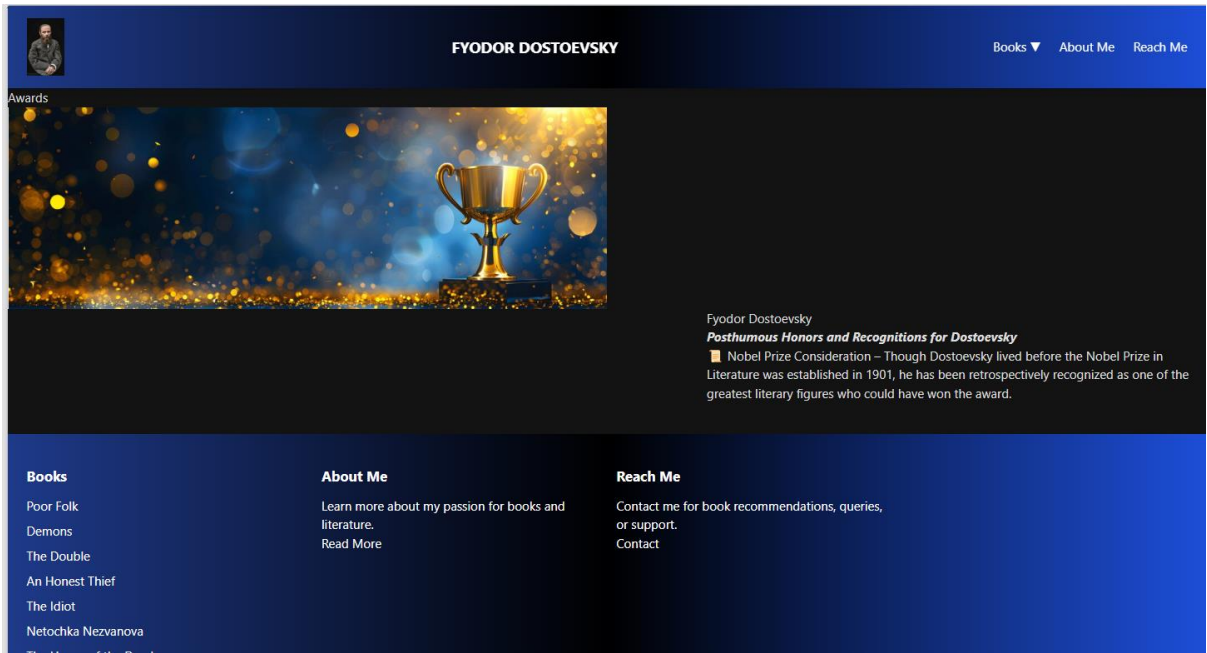 FYODOR DOSTOEVSKY
Books ▼ About Me Reach Me
Awards
Fyodor Dostoevsky
Posthumous Honors and Recognitions for Dostoevsky
📜 Nobel Prize Consideration – Though Dostoevsky lived before the Nobel Prize in
Literature was established in 1901, he has been retrospectively recognized as one of the
greatest literary figures who could have won the award.
Books
Poor Folk
Demons
The Double
An Honest Thief
The Idiot
Netochka Nezvanova
About Me
Learn more about my passion for books and
literature.
Read More
Reach Me
Contact me for book recommendations, queries,
or support.
Contact